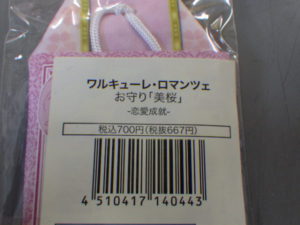 ワルキューレ・ロマンツェ
お守り「美桜」
-恋愛成就-
税込700円(税抜667円)
4 510417 140443